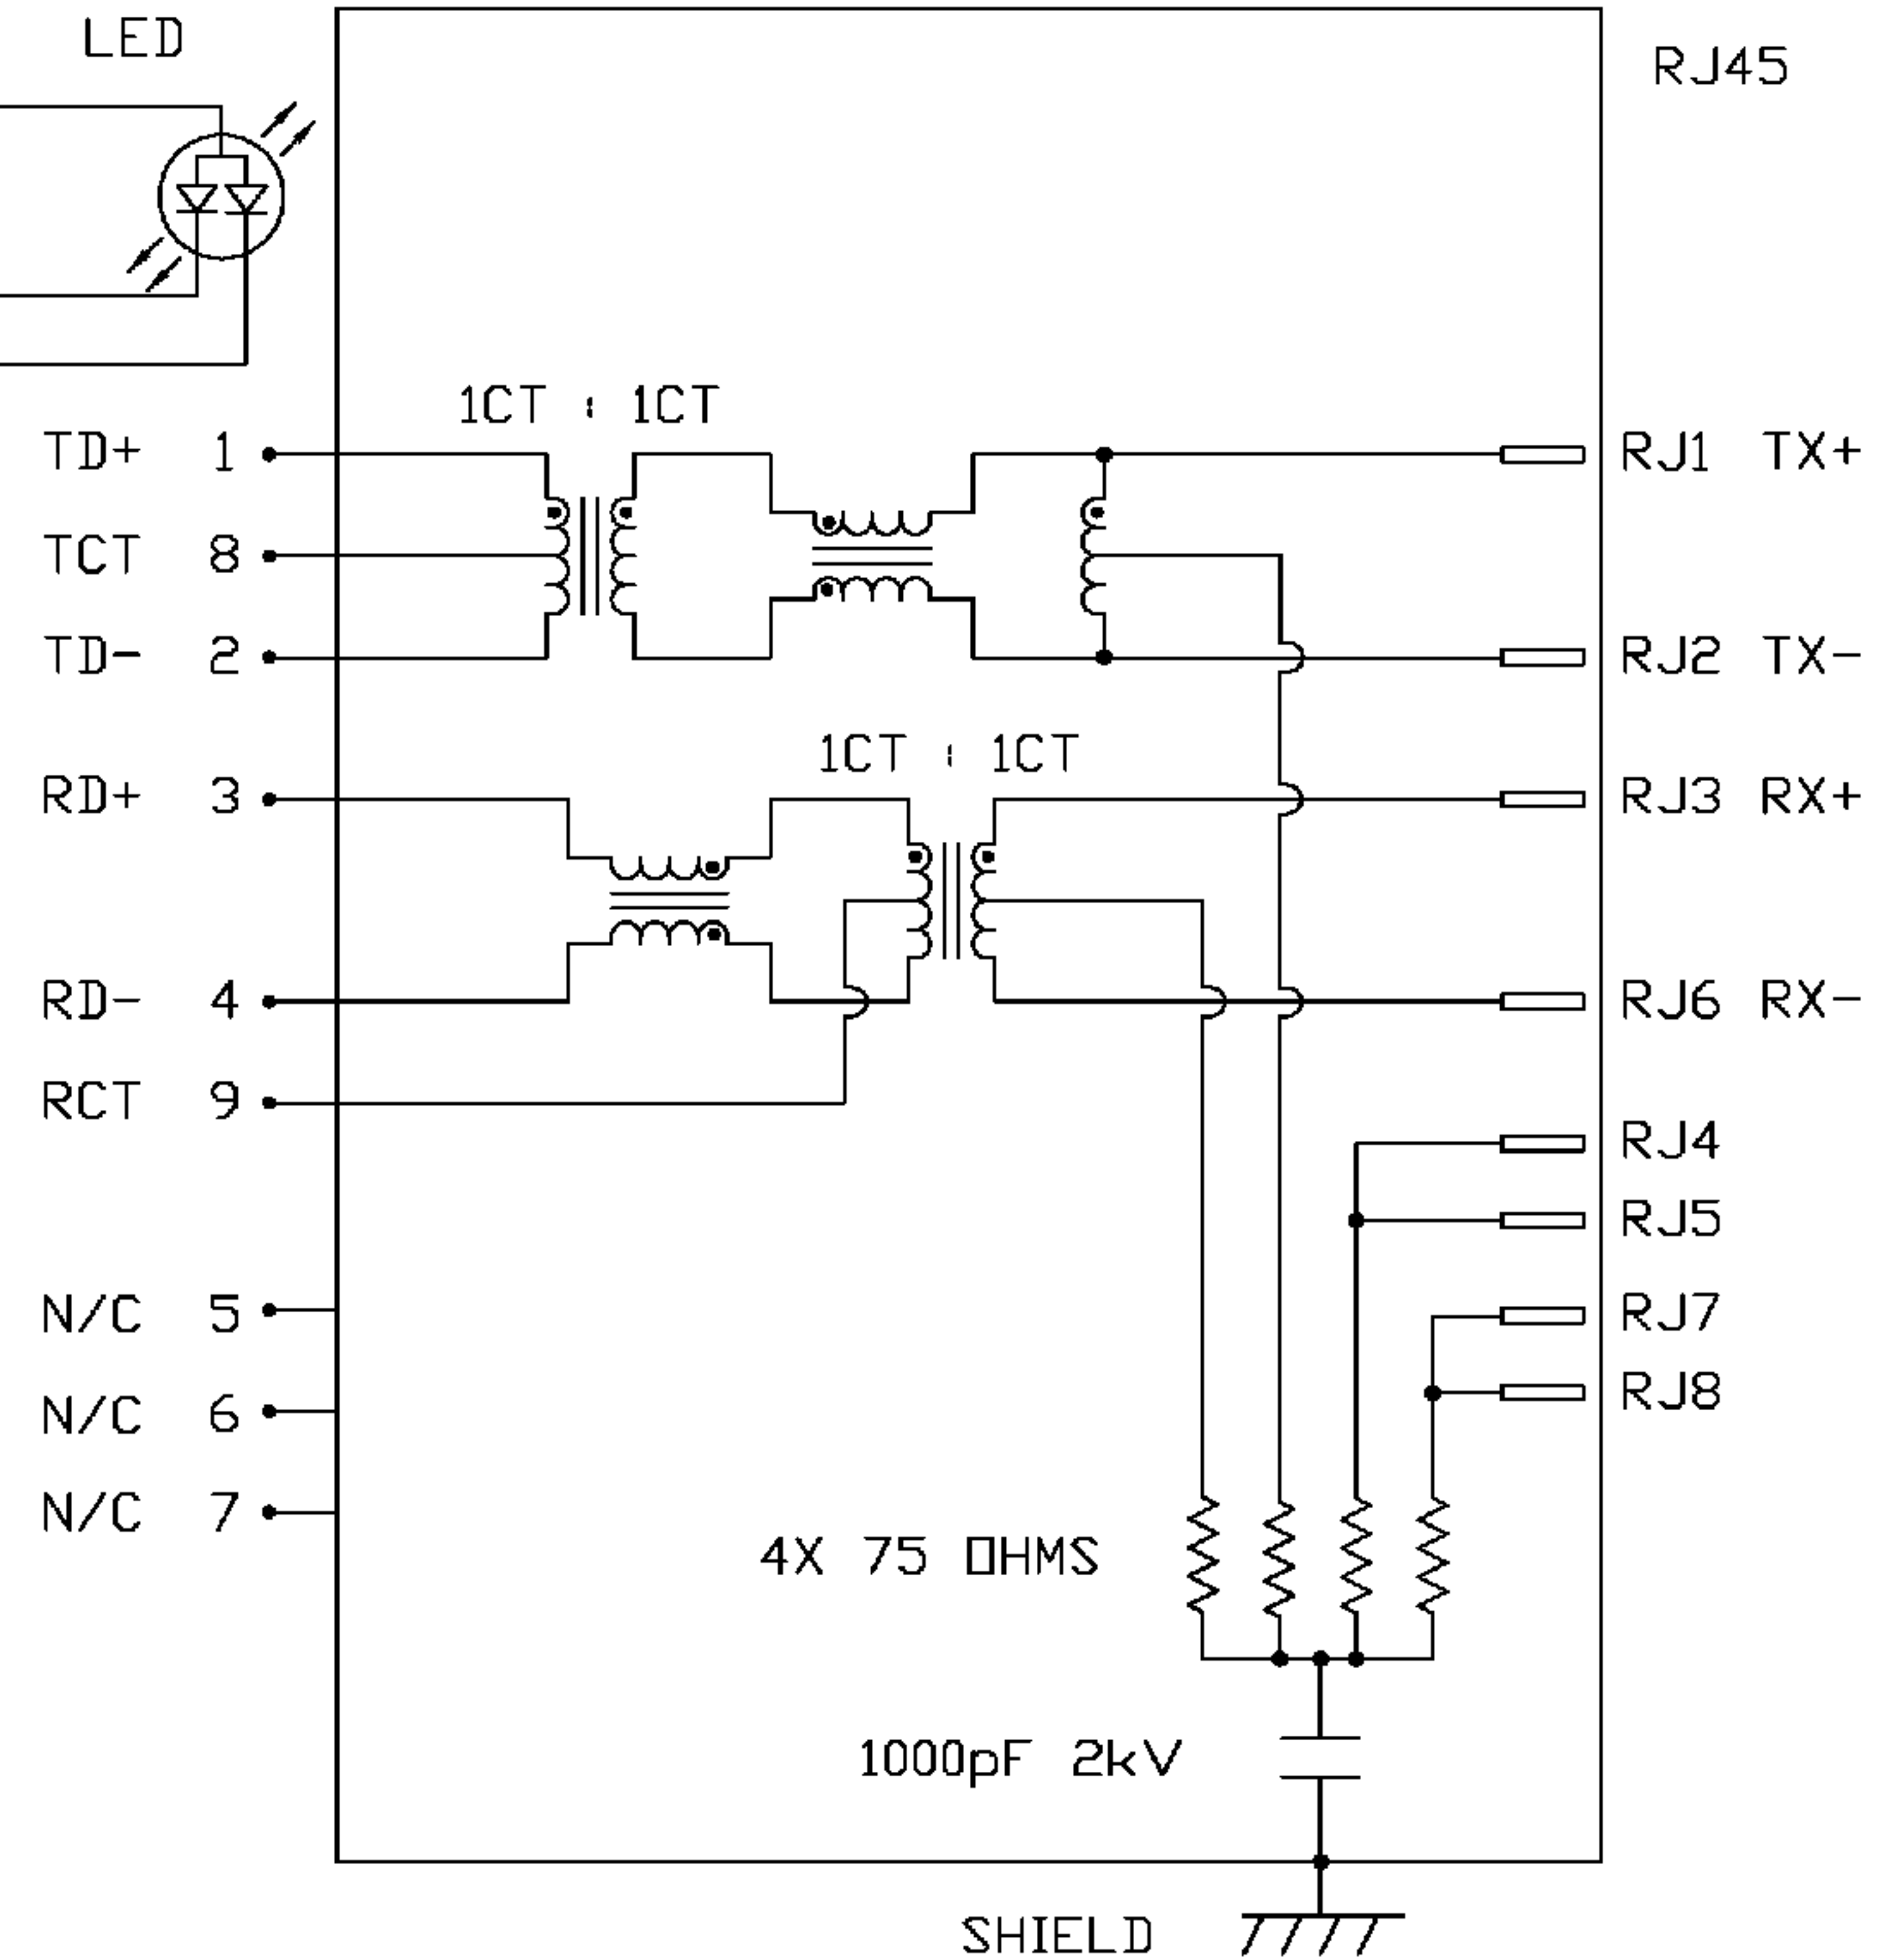 LED
RJ45
1CT : 1CT
TD+ 1
RJ1 TX+
TCT 8
TD- 2
RJ2 TX-
1CT : 1CT
RD+ 3
RJ3 RX+
RD- 4
RJ6 RX-
RCT 9
RJ4
RJ5
N/C 5
RJ7
N/C 6
RJ8
N/C 7
4X 75 OHMS
1000pF 2kV
SHIELD